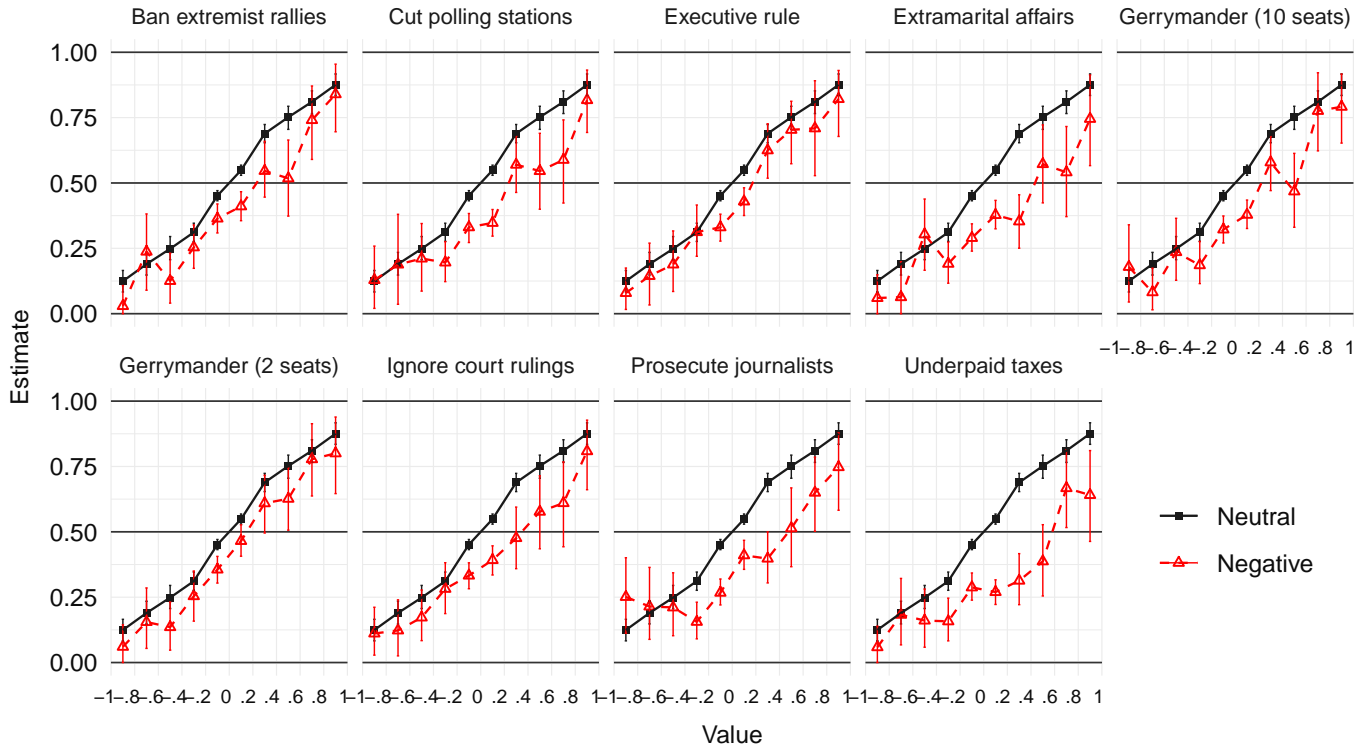 Ban extremist rallies Cut polling stations Executive rule Extramarital affairs Gerrymander (10 seats)
1.00
0.75
0.50
0.25
0.00
−1 −.8 −.6 −.4 −.2 0 .2 .4 .6 .8 1
Estimate
Gerrymander (2 seats) Ignore court rulings Prosecute journalists Underpaid taxes
1.00
0.75
0.50
0.25
0.00
Neutral
Negative
−1 −.8 −.6 −.4 −.2 0 .2 .4 .6 .8 1 −1 −.8 −.6 −.4 −.2 0 .2 .4 .6 .8 1 −1 −.8 −.6 −.4 −.2 0 .2 .4 .6 .8 1 −1 −.8 −.6 −.4 −.2 0 .2 .4 .6 .8 1
Value